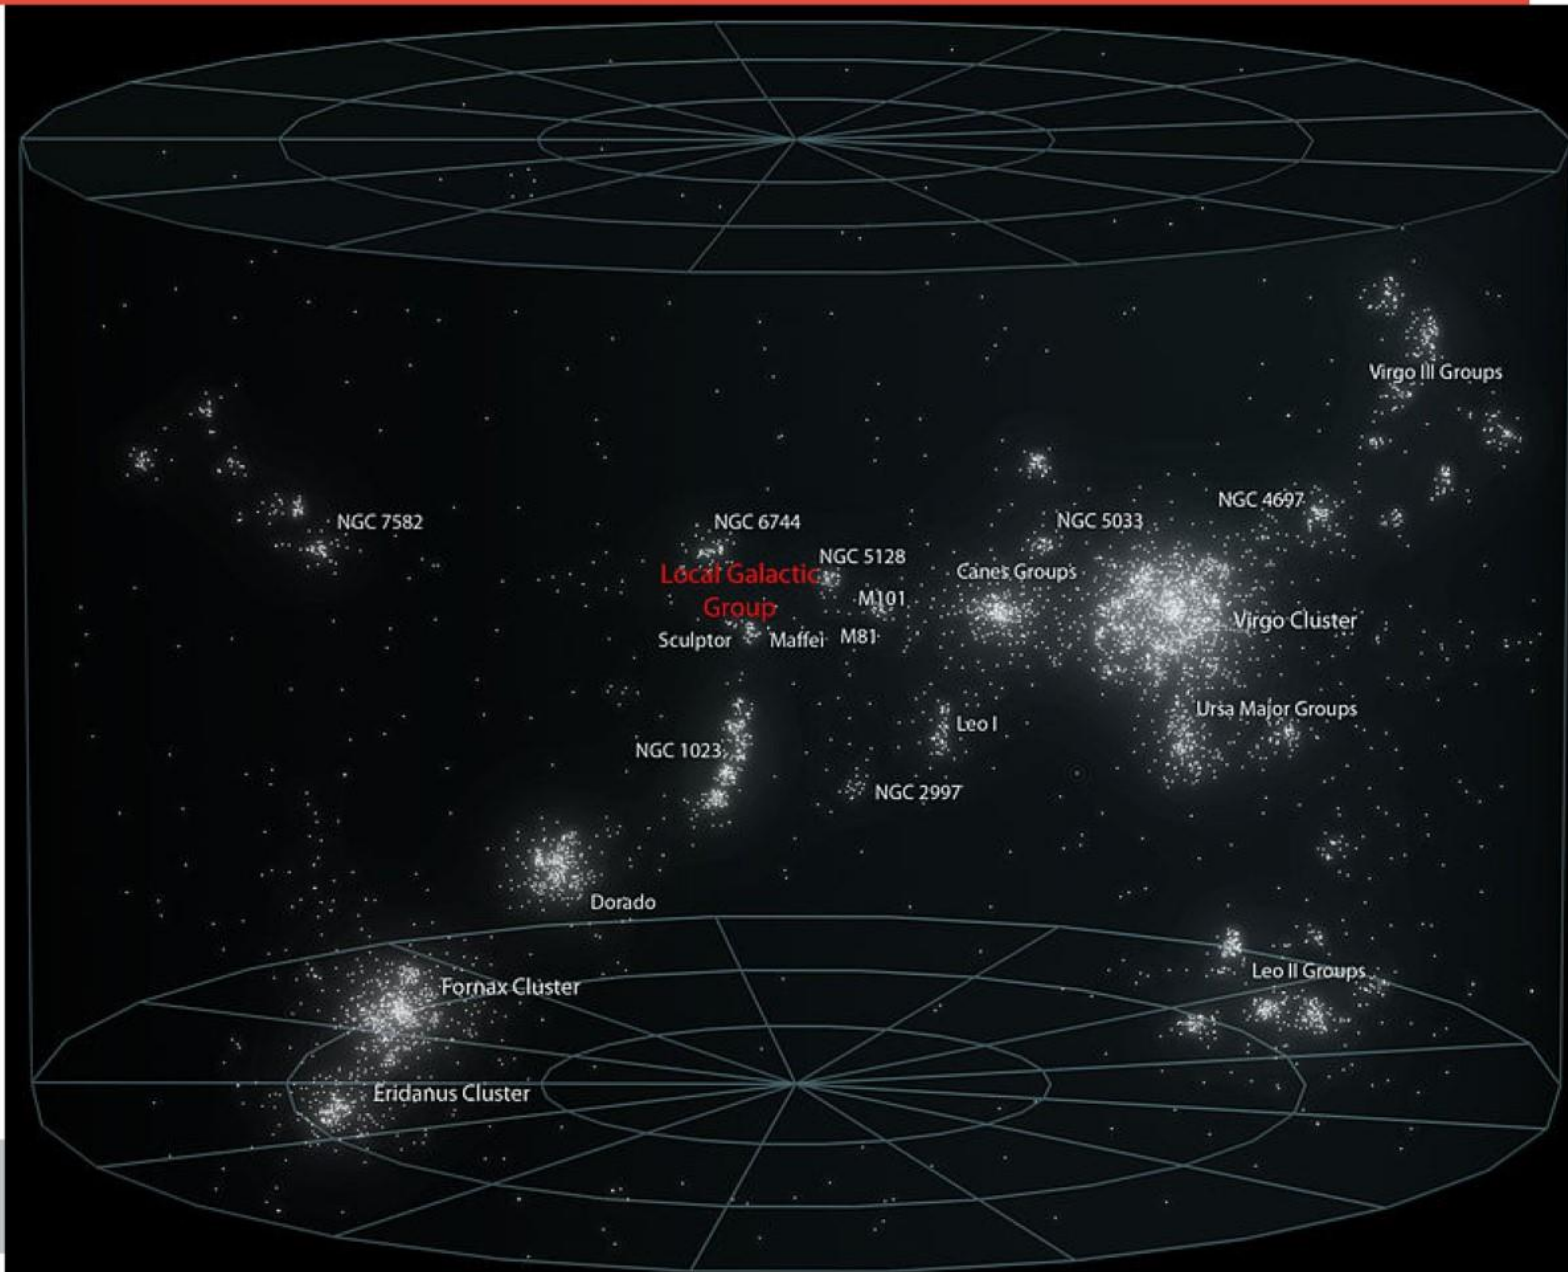 Virgo III Groups
NGC 4697
NGC 7582
NGC 6744
NGC 5033
NGC 5128
Canes Groups
Local Galactic
Group
M101
Virgo Cluster
Sculptor
Maffei
M81
Ursa Major Groups
Leo I
NGC 1023
NGC 2997
Dorado
Leo II Groups
Fornax Cluster
Eridanus Cluster